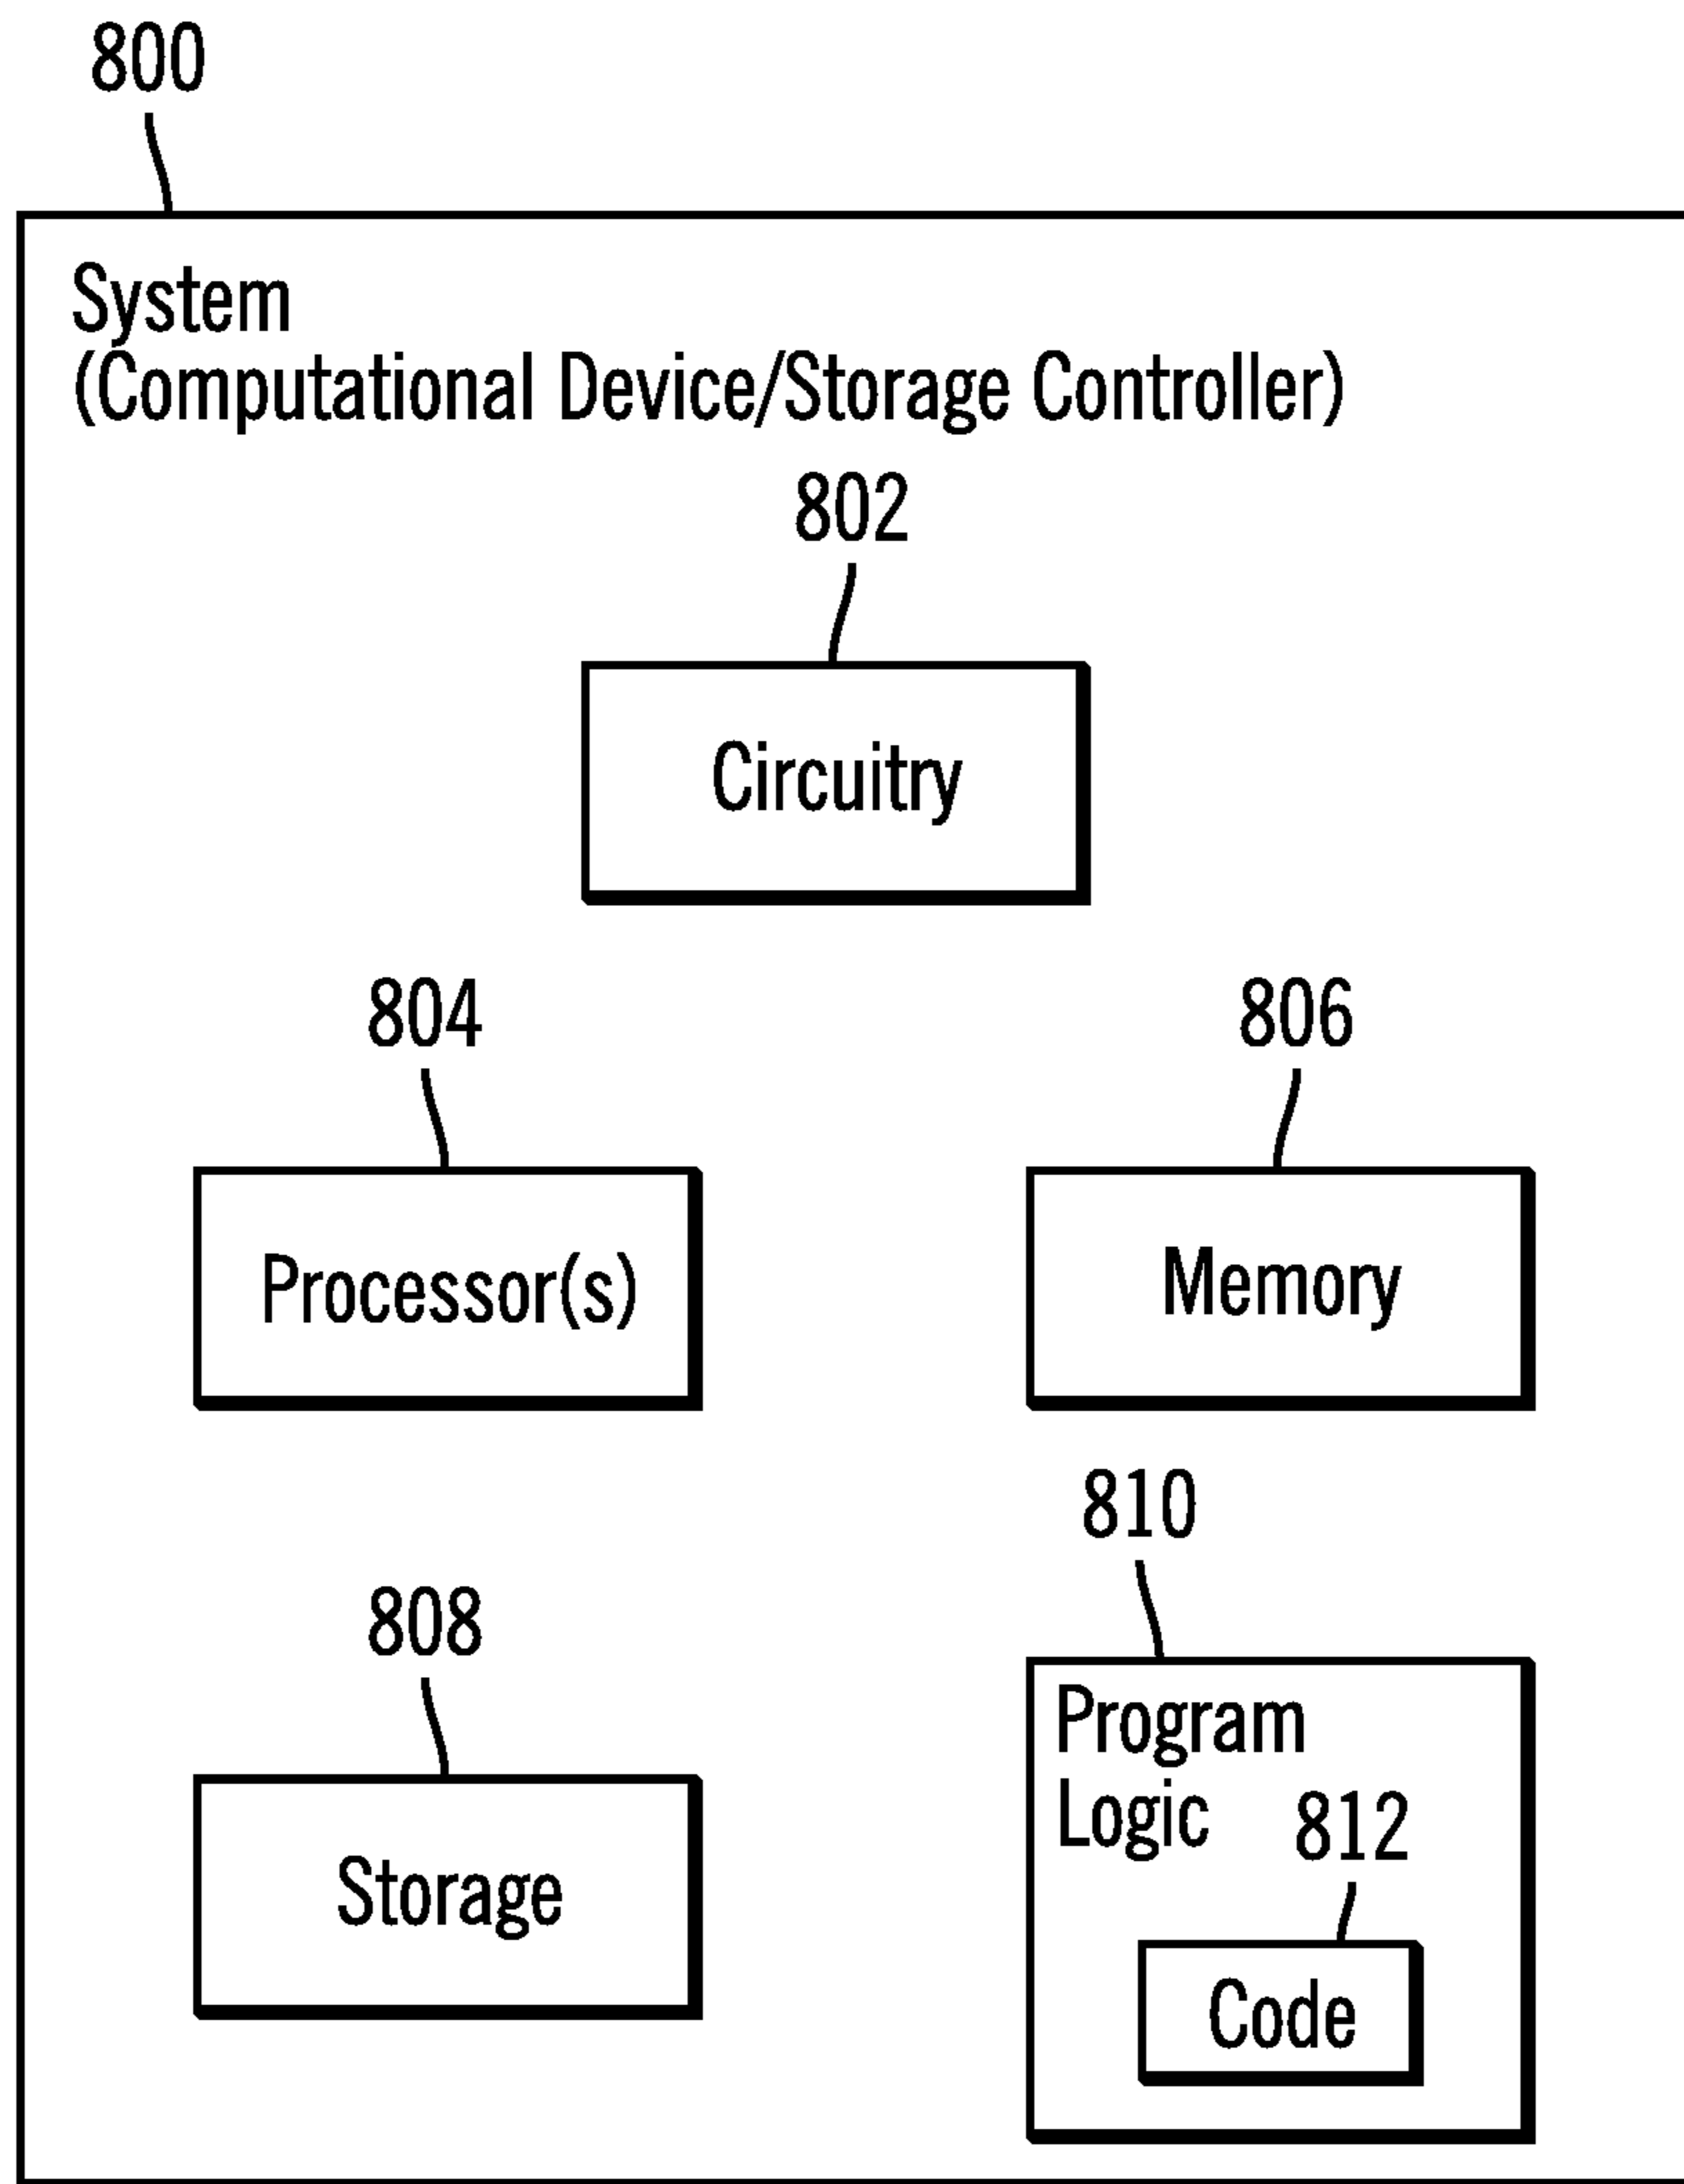 800
System
(Computational Device/Storage Controller)
802
Circuitry
804
806
Processor(s)
Memory
810
808
Program
Logic
812
Storage
Code